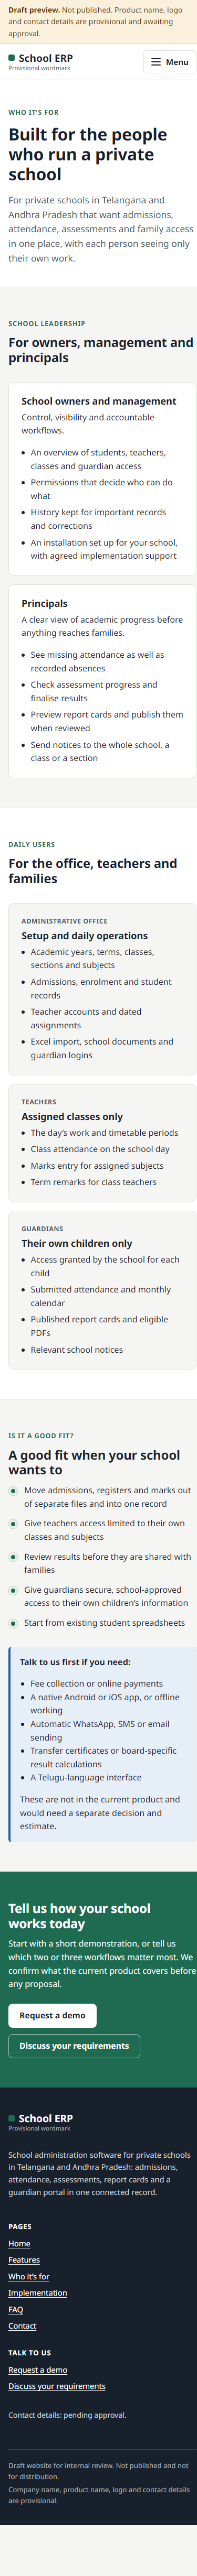 Draft preview. Not published. Product name, logo
and contact details are provisional and awaiting
approval.
School ERP
Provisional wordmark
Menu
WHO IT'S FOR
Built for the people
who run a private
school
For private schools in Telangana and
Andhra Pradesh that want admissions,
attendance, assessments and family access
in one place, with each person seeing only
their own work.
SCHOOL LEADERSHIP
For owners, management and
principals
School owners and management
Control, visibility and accountable
workflows.
An overview of students, teachers,
classes and guardian access
Permissions that decide who can do
what
History kept for important records
and corrections
An installation set up for your school,
with agreed implementation support
Principals
A clear view of academic progress before
anything reaches families.
See missing attendance as well as
recorded absences
Check assessment progress and
finalise results
Preview report cards and publish them
when reviewed
Send notices to the whole school, a
class or a section
DAILY USERS
For the office, teachers and
families
ADMINISTRATIVE OFFICE
Setup and daily operations
Academic years, terms, classes,
sections and subjects
Admissions, enrolment and student
records
Teacher accounts and dated
assignments
Excel import, school documents and
guardian logins
TEACHERS
Assigned classes only
The day's work and timetable periods
Class attendance on the school day
Marks entry for assigned subjects
Term remarks for class teachers
GUARDIANS
Their own children only
Access granted by the school for each
child
Submitted attendance and monthly
calendar
Published report cards and eligible
PDFs
Relevant school notices
IS IT A GOOD FIT?
A good fit when your school
wants to
Move admissions, registers and marks out
of separate files and into one record
Give teachers access limited to their own
classes and subjects
Review results before they are shared with
families
Give guardians secure, school-approved
access to their own children's information
Start from existing student spreadsheets
Talk to us first if you need:
Fee collection or online payments
A native Android or iOS app, or offline
working
Automatic WhatsApp, SMS or email
sending
Transfer certificates or board-specific
result calculations
A Telugu-language interface
These are not in the current product and
would need a separate decision and
estimate.
Tell us how your school
works today
Start with a short demonstration, or tell us
which two or three workflows matter most. We
confirm what the current product covers before
any proposal.
Request a demo
Discuss your requirements
School ERP
Provisional wordmark
School administration software for private schools
in Telangana and Andhra Pradesh: admissions,
attendance, assessments, report cards and a
guardian portal in one connected record.
PAGES
Home
Features
Who it's for
Implementation
FAQ
Contact
TALK TO US
Request a demo
Discuss your requirements
Contact details: pending approval.
Draft website for internal review. Not published and not
for distribution.
Company name, product name, logo and contact details
are provisional.